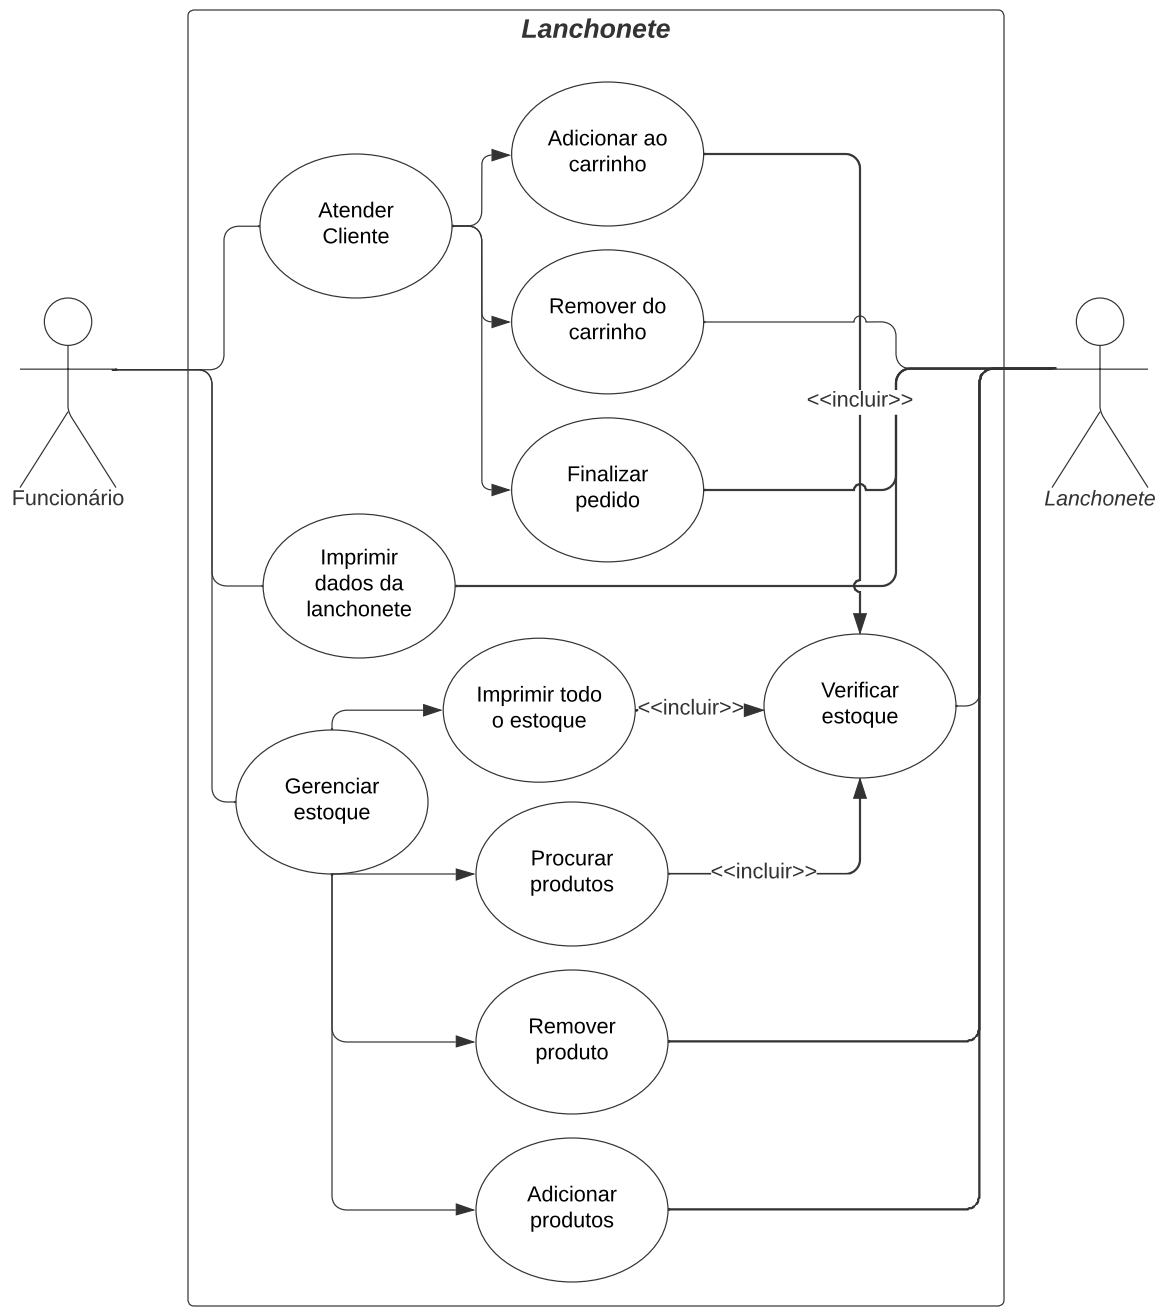 Lanchonete
Adicionar ao
carrinho
Atender
Cliente
Remover do
carrinho
<<incluir>>
Finalizar
pedido
Funcionário
Lanchonete
Imprimir
dados da
lanchonete
Imprimir todo
o estoque
<<incluir>>
Verificar
estoque
Gerenciar
estoque
Procurar
produtos
<<incluir>>
Remover
produto
Adicionar
produtos